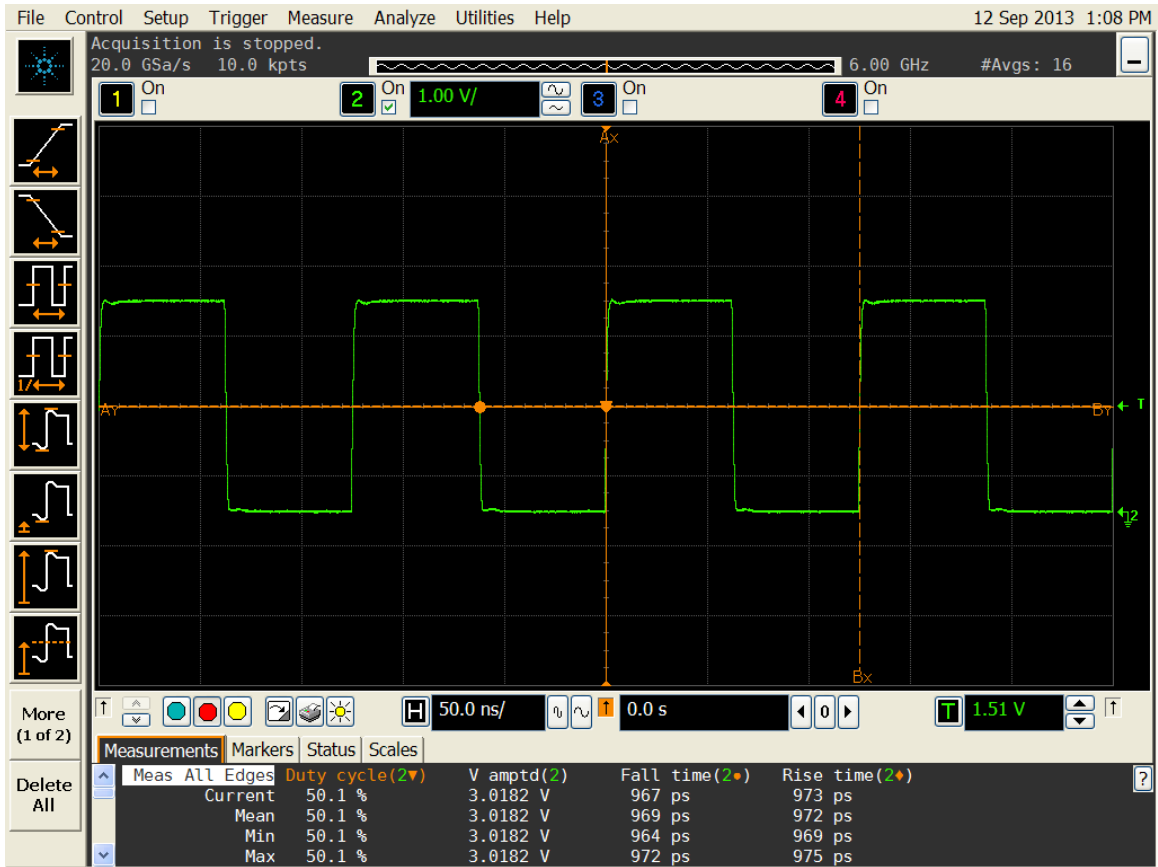 File Control Setup Trigger Measure Analyze Utilities Help 12 Sep 2013 1:08 PM
Acquisition is stopped.
20.0 GSa/s 10.0 kpts 6.00 GHz #Avgs: 16
1 On 2 On 1.00 V/ 3 On 4 On
Ax
1/
AY BY T
2
Bx
More
(1 of 2)
H 50.0 ns/ 0.0 s 0 T 1.51 V
Measurements Markers Status Scales
Delete
All
Meas All Edges Duty cycle(2▼) V amptd(2) Fall time(2●) Rise time(2♦) ?
Current 50.1 % 3.0182 V 967 ps 973 ps
Mean 50.1 % 3.0182 V 969 ps 972 ps
Min 50.1 % 3.0182 V 964 ps 969 ps
Max 50.1 % 3.0182 V 972 ps 975 ps